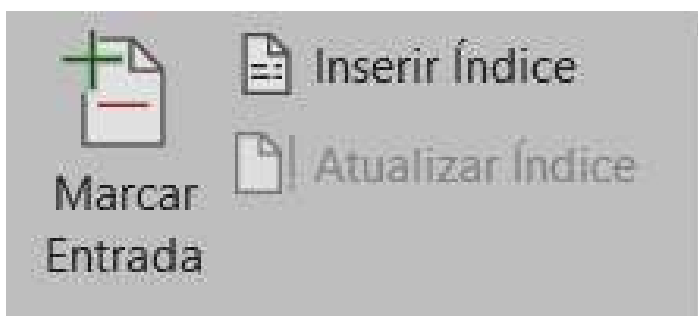 Marcar
Entrada
Inserir Índice
Atualizar Índice